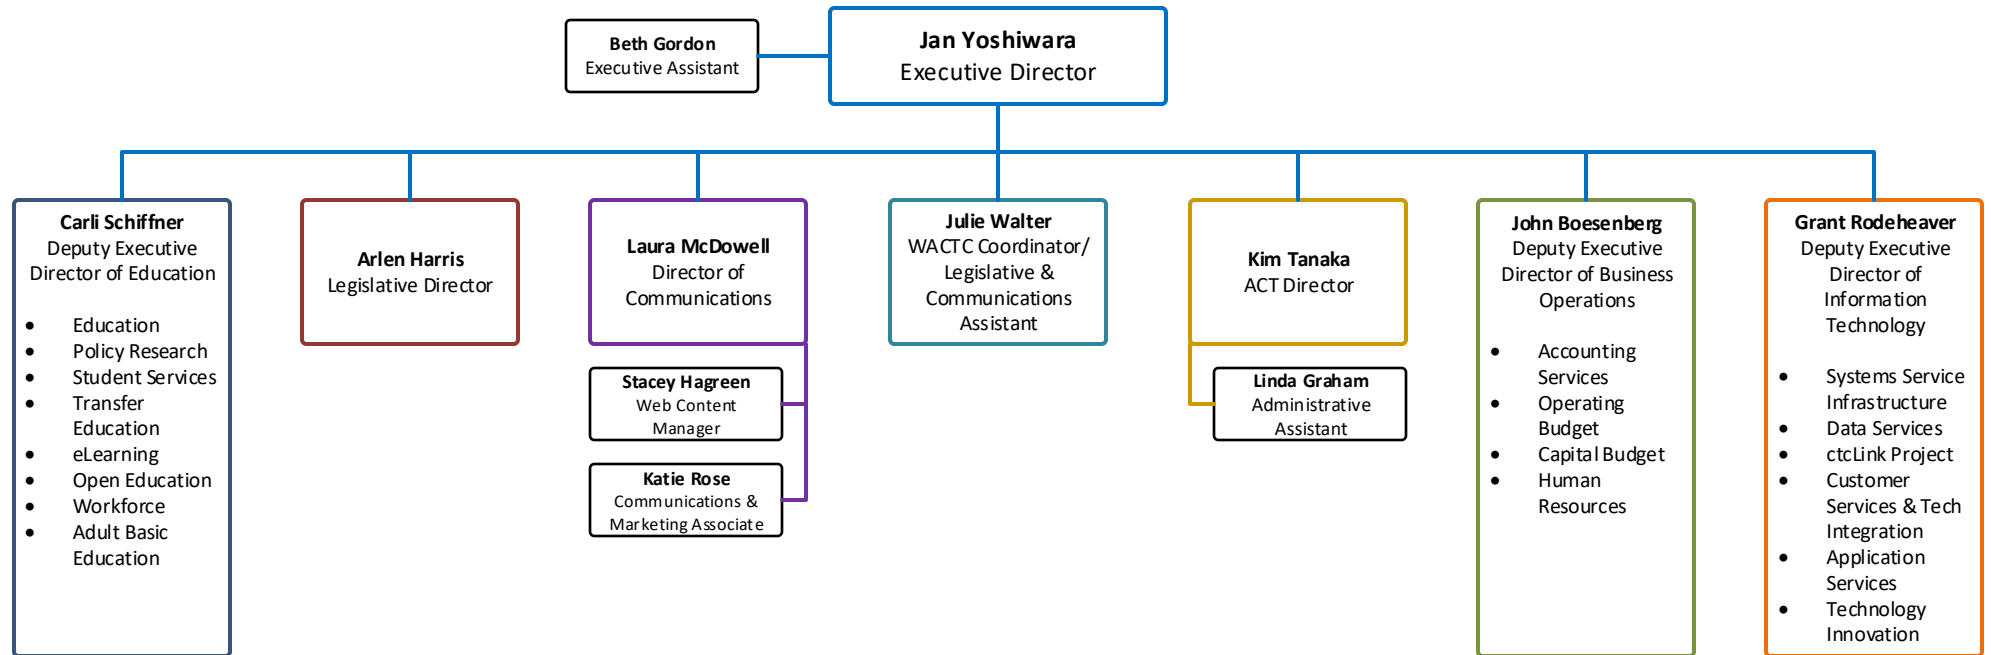 Beth Gordon
Executive Assistant
Jan Yoshiwara
Executive Director
Carli Schiffner
Deputy Executive
Director of Education
• Education
• Policy Research
• Student Services
• Transfer
Education
• eLearning
• Open Education
• Workforce
• Adult Basic
Education
Arlen Harris
Legislative Director
Laura McDowell
Director of
Communications
Stacey Hagreen
Web Content
Manager
Katie Rose
Communications &
Marketing Associate
Julie Walter
WACTC Coordinator/
Legislative &
Communications
Assistant
Kim Tanaka
ACT Director
Linda Graham
Administrative
Assistant
John Boesenberg
Deputy Executive
Director of Business
Operations
• Accounting
Services
• Operating
Budget
• Capital Budget
• Human
Resources
Grant Rodeheaver
Deputy Executive
Director of
Information
Technology
• Systems Service
Infrastructure
• Data Services
• ctcLink Project
• Customer
Services & Tech
Integration
• Application
Services
• Technology
Innovation